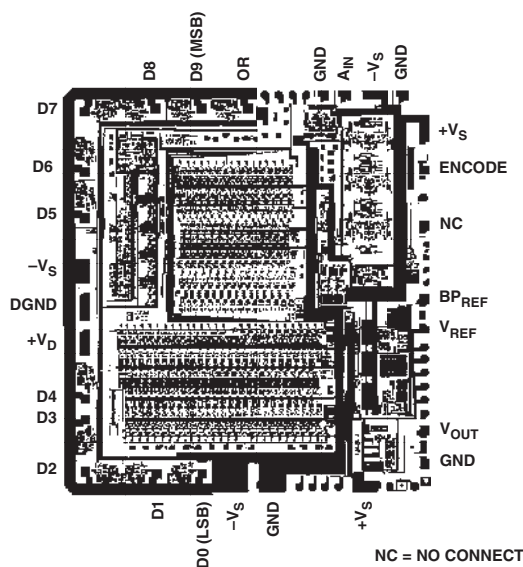 D8
D9 (MSB)
OR
GND
AIN
–VS
GND
D7
D6
D5
–VS
DGND
+VD
D4
D3
D2
+VS
ENCODE
NC
BPREF
VREF
VOUT
GND
D1
D0 (LSB)
–VS
GND
+VS
NC = NO CONNECT